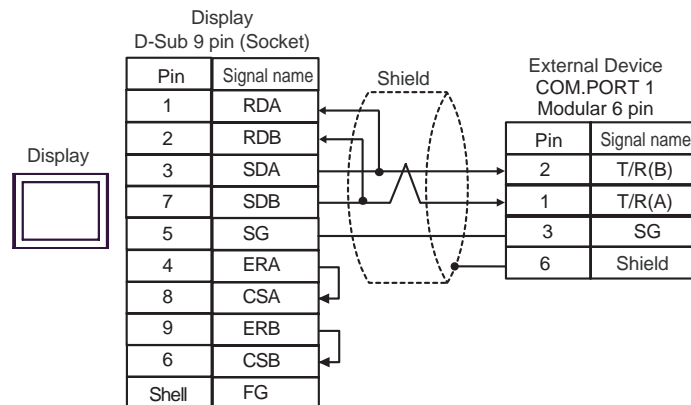 Display
D-Sub 9 pin (Socket)
Pin Signal name
1 RDA
2 RDB
3 SDA
7 SDB
5 SG
4 ERA
8 CSA
9 ERB
6 CSB
Shell FG
Display
Shield
External Device
COM.PORT 1
Modular 6 pin
Pin Signal name
2 T/R(B)
1 T/R(A)
3 SG
6 Shield